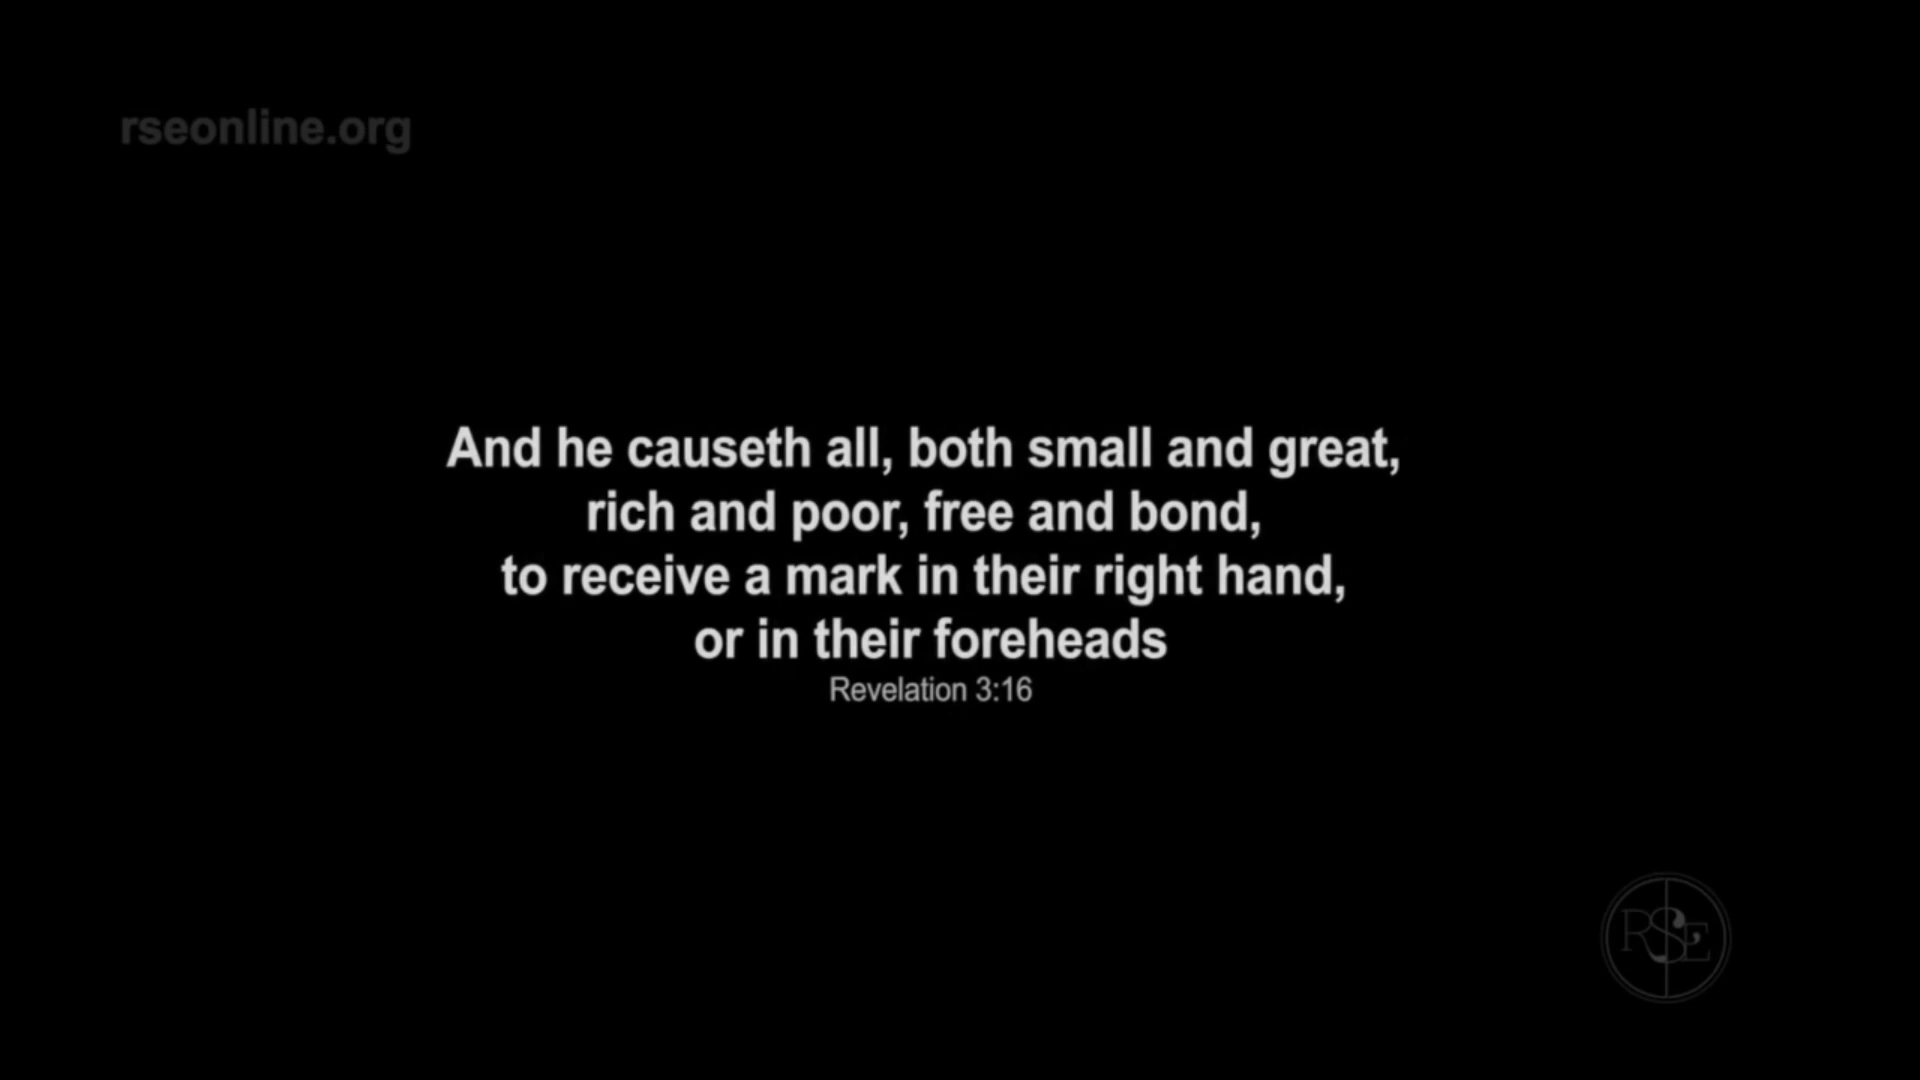 rseonline.org
And he causeth all, both small and great,
rich and poor, free and bond,
to receive a mark in their right hand,
or in their foreheads
Revelation 3:16
RSE